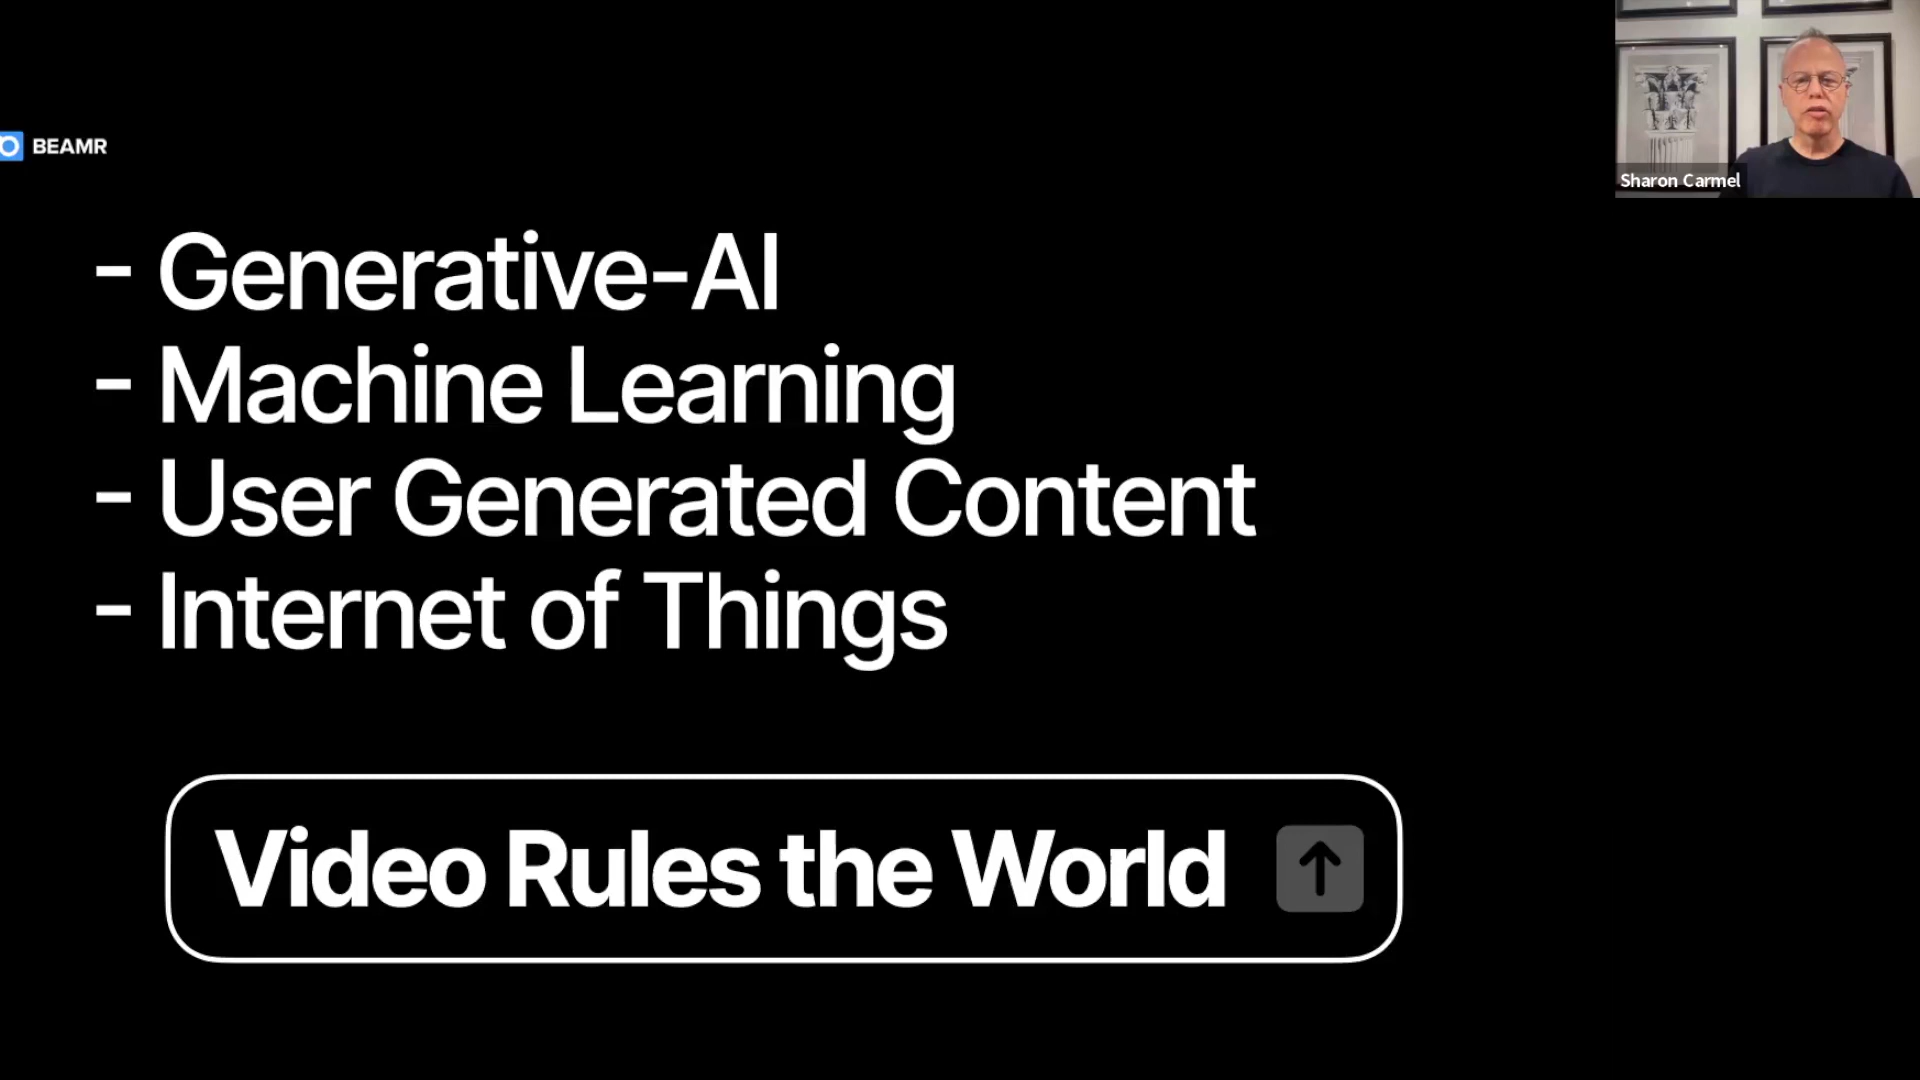 BEAMR
Sharon Carmel
- Generative-AI
- Machine Learning
- User Generated Content
- Internet of Things
Video Rules the World